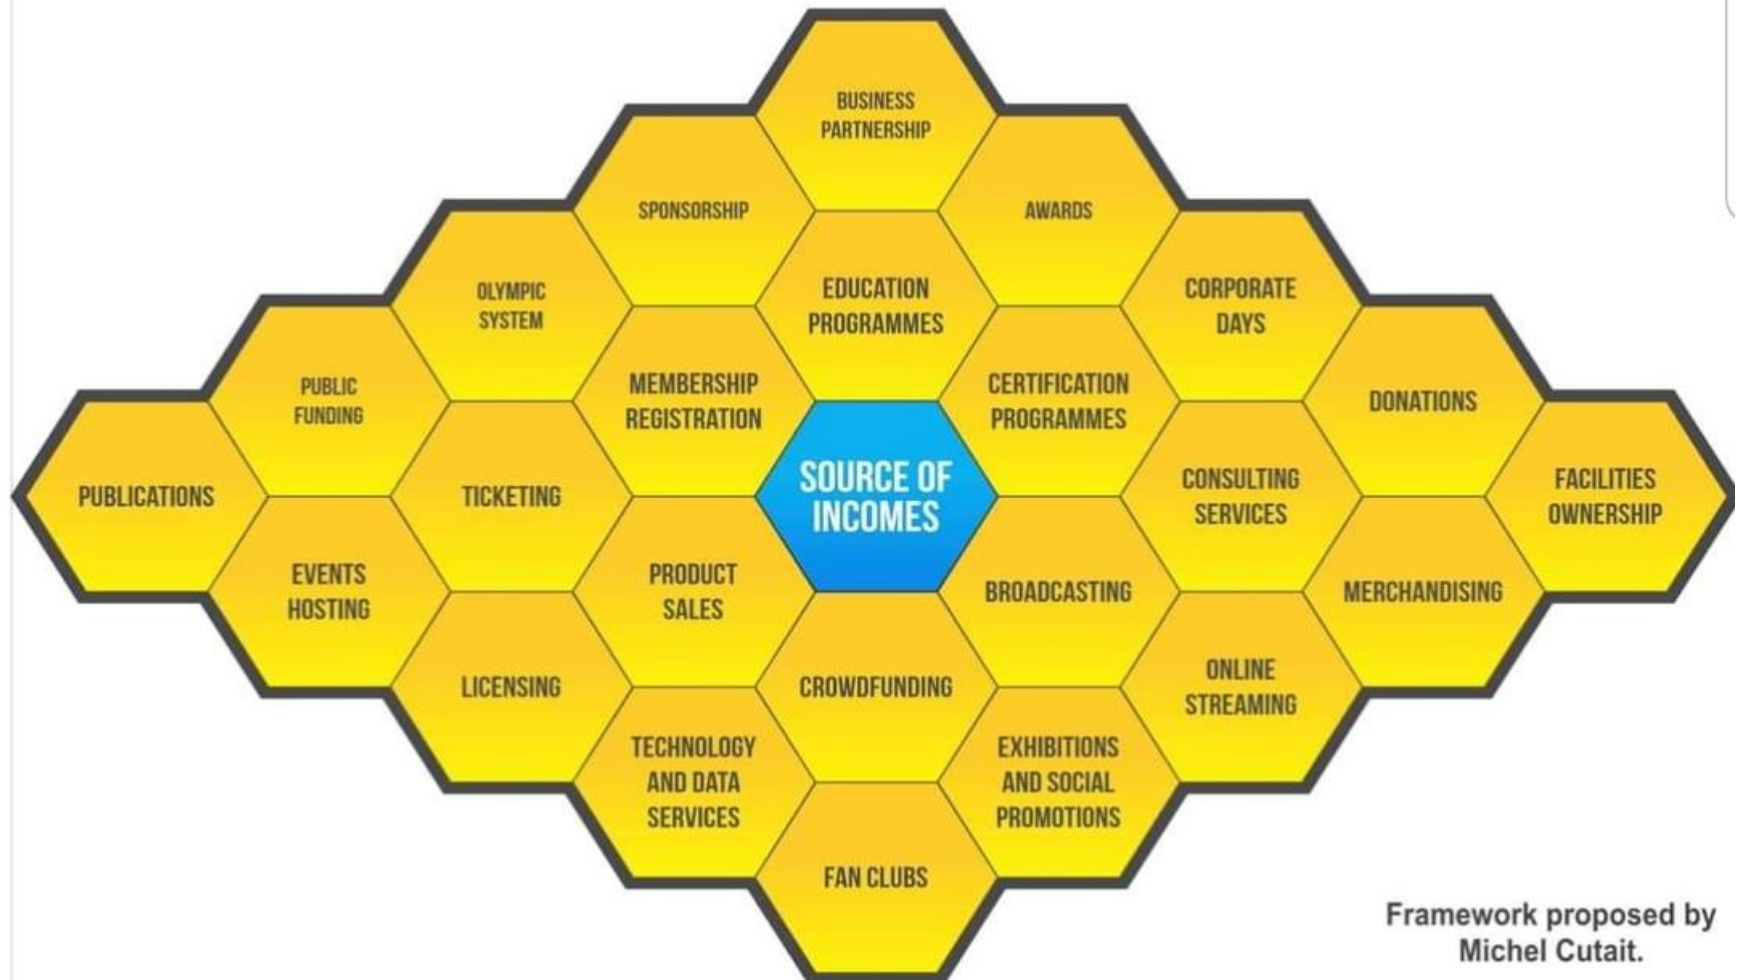 BUSINESS
PARTNERSHIP
SPONSORSHIP
AWARDS
OLYMPIC
SYSTEM
EDUCATION
PROGRAMMES
CORPORATE
DAYS
PUBLIC
FUNDING
MEMBERSHIP
REGISTRATION
CERTIFICATION
PROGRAMMES
DONATIONS
PUBLICATIONS
TICKETING
SOURCE OF
INCOMES
CONSULTING
SERVICES
FACILITIES
OWNERSHIP
EVENTS
HOSTING
PRODUCT
SALES
BROADCASTING
MERCHANDISING
LICENSING
CROWDFUNDING
ONLINE
STREAMING
TECHNOLOGY
AND DATA
SERVICES
EXHIBITIONS
AND SOCIAL
PROMOTIONS
FAN CLUBS
Framework proposed by
Michel Cutait.